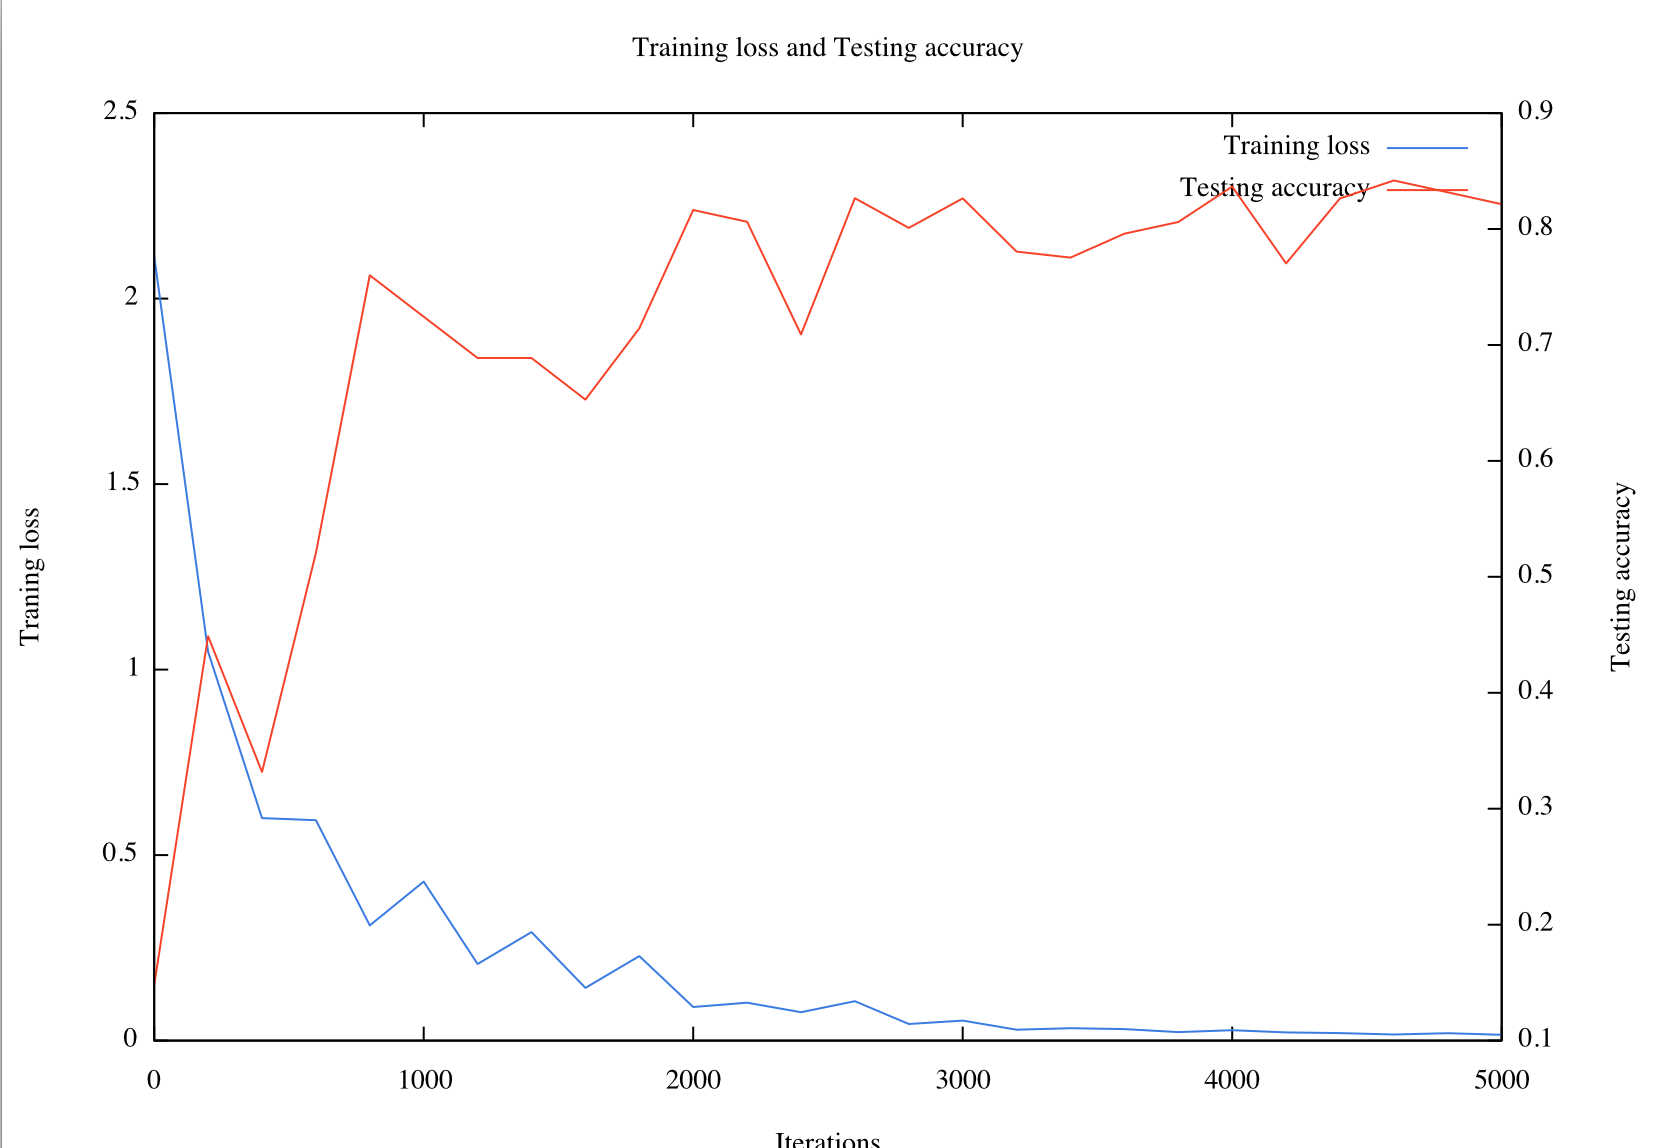 Training loss and Testing accuracy
2.5
0.9
Training loss
Testing accuracy
0.8
2
0.7
1.5
0.6
Traning loss
0.5
Testing accuracy
1
0.4
0.3
0.5
0.2
0
0.1
0 1000 2000 3000 4000 5000
Iterations